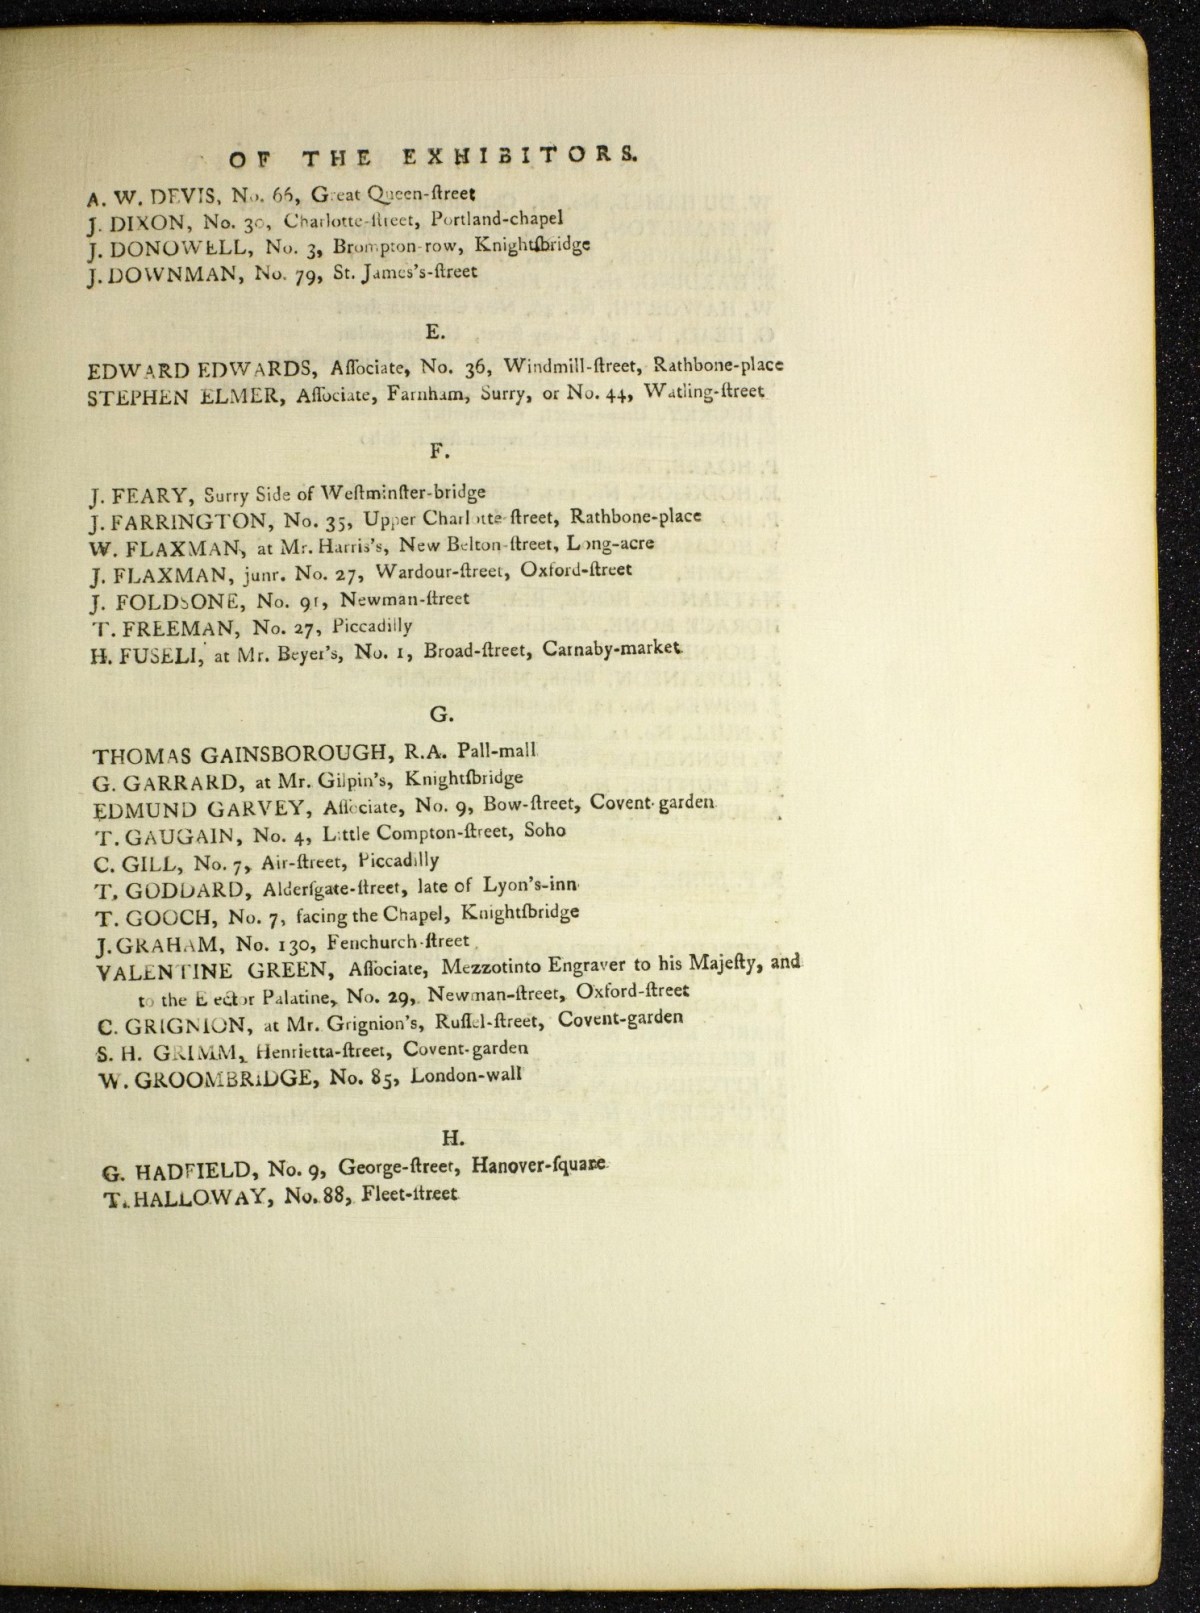 OF THE EXHIBITORS.
A. W. DEVIS, No. 66, Great Queen-ſtreet
J. DIXON, No. 30, Charlotte-ſtreet, Portland-chapel
J. DONOWELL, No. 3, Brompton-row, Knightſbridge
J. DOWNMAN, No. 79, St. James's-ſtreet
E.
EDWARD EDWARDS, Aſſociate, No. 36, Windmill-ſtreet, Rathbone-place
STEPHEN ELMER, Aſſociate, Farnham, Surry, or No. 44, Watling-ſtreet
F.
J. FEARY, Surry Side of Weſtminſter-bridge
J. FARRINGTON, No. 35, Upper Charlotte-ſtreet, Rathbone-place
W. FLAXMAN, at Mr. Harris's, New Belton-ſtreet, Long-acre
J. FLAXMAN, junr. No. 27, Wardour-ſtreet, Oxford-ſtreet
J. FOLDSONE, No. 91, Newman-ſtreet
T. FREEMAN, No. 27, Piccadilly
H. FUSELI, at Mr. Beyer's, No. 1, Broad-ſtreet, Carnaby-market
G.
THOMAS GAINSBOROUGH, R.A. Pall-mall
G. GARRARD, at Mr. Gilpin's, Knightſbridge
EDMUND GARVEY, Aſſociate, No. 9, Bow-ſtreet, Covent-garden
T. GAUGAIN, No. 4, Little Compton-ſtreet, Soho
C. GILL, No. 7, Air-ſtreet, Piccadilly
T. GODDARD, Alderſgate-ſtreet, late of Lyon's-inn
T. GOOCH, No. 7, facing the Chapel, Knightſbridge
J. GRAHAM, No. 130, Fenchurch-ſtreet
VALENTINE GREEN, Aſſociate, Mezzotinto Engraver to his Majeſty, and
to the Elector Palatine, No. 29, Newman-ſtreet, Oxford-ſtreet
C. GRIGNION, at Mr. Grignion's, Ruſſel-ſtreet, Covent-garden
S. H. GRIMM, Henrietta-ſtreet, Covent-garden
W. GROOMBRIDGE, No. 85, London-wall
H.
G. HADFIELD, No. 9, George-ſtreet, Hanover-ſquare
T. HALLOWAY, No. 88, Fleet-ſtreet